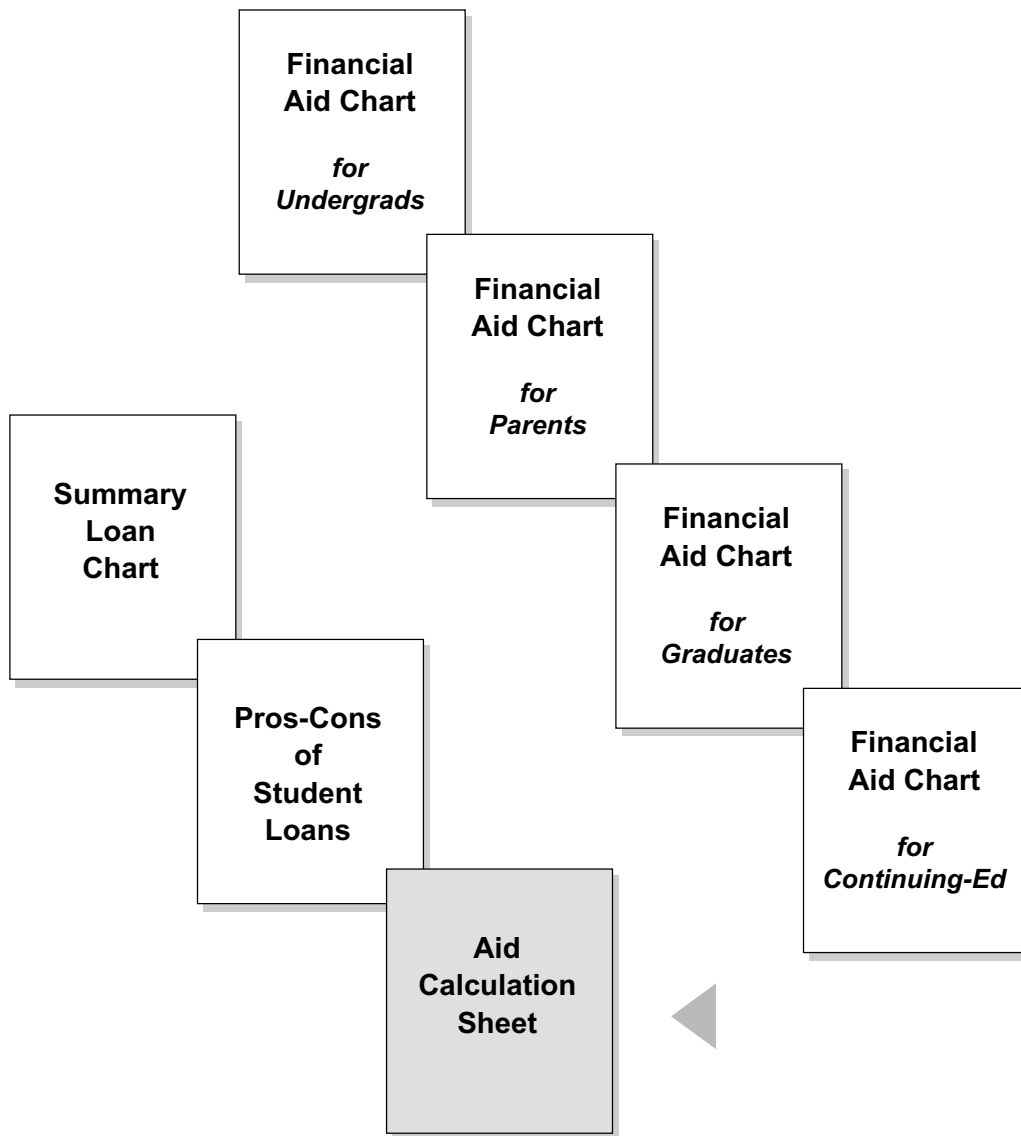 Financial
Aid Chart
for
Undergrads
Financial
Aid Chart
for
Parents
Summary
Loan
Chart
Financial
Aid Chart
for
Graduates
Pros-Cons
of
Student
Loans
Financial
Aid Chart
for
Continuing-Ed
Aid
Calculation
Sheet